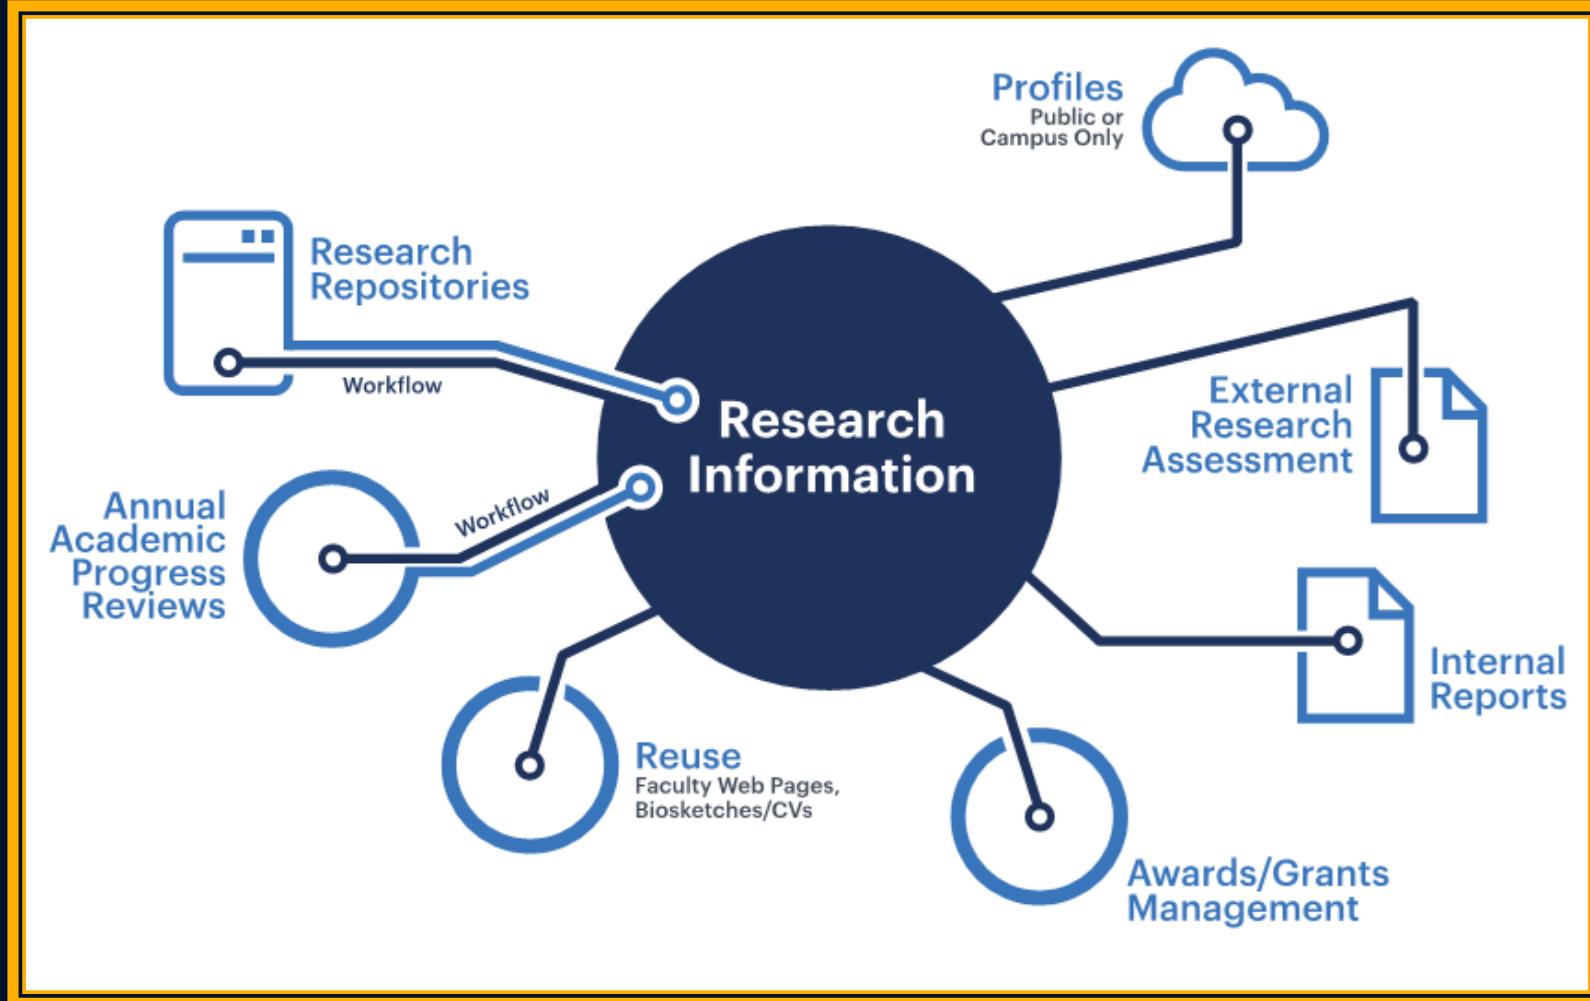 Profiles
Public or
Campus Only
Research
Repositories
Workflow
External
Research
Assessment
Research
Information
Annual
Academic
Progress
Reviews
Workflow
Internal
Reports
Reuse
Faculty Web Pages,
Biosketches/CVs
Awards/Grants
Management